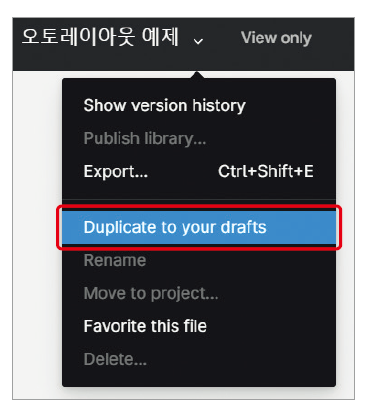 오토레이아웃 예제 View only
Show version history
Publish library...
Export... Ctrl+Shift+E
Duplicate to your drafts
Rename
Move to project...
Favorite this file
Delete...